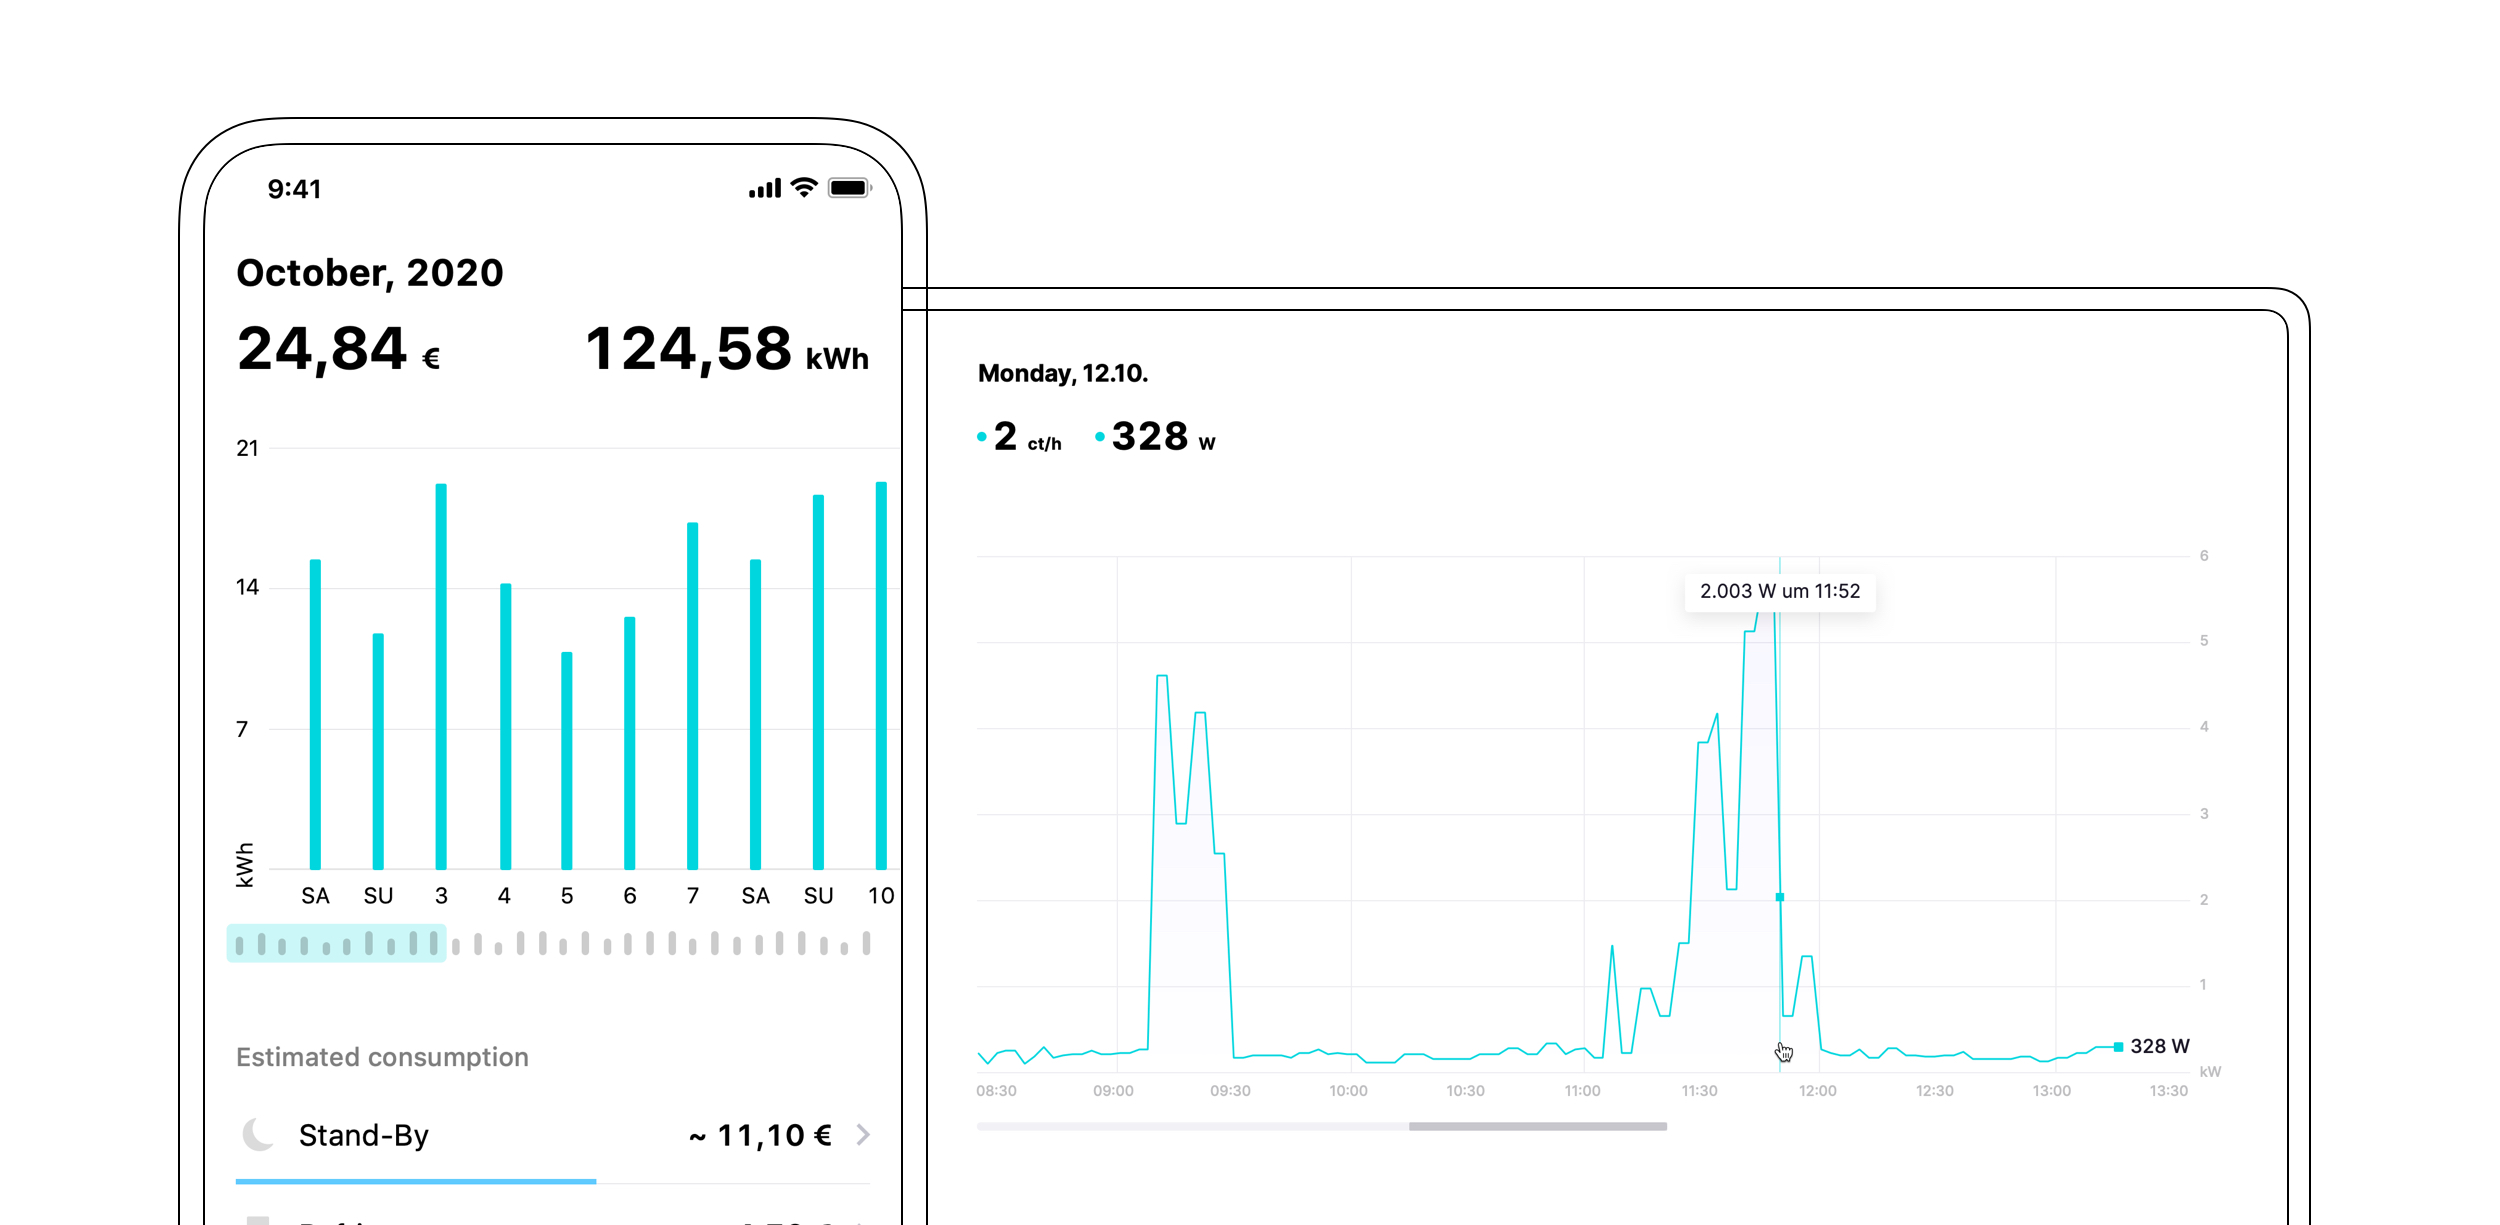 9:41
October, 2020
24,84 € 124,58 kWh
21
14
7
kWh
SA SU 3 4 5 6 7 SA SU 10
Estimated consumption
Stand-By ~ 11,10 €
Monday, 12.10.
2 ct/h 328 W
2.003 W um 11:52
6
5
4
3
2
1
328 W
kW
08:30 09:00 09:30 10:00 10:30 11:00 11:30 12:00 12:30 13:00 13:30